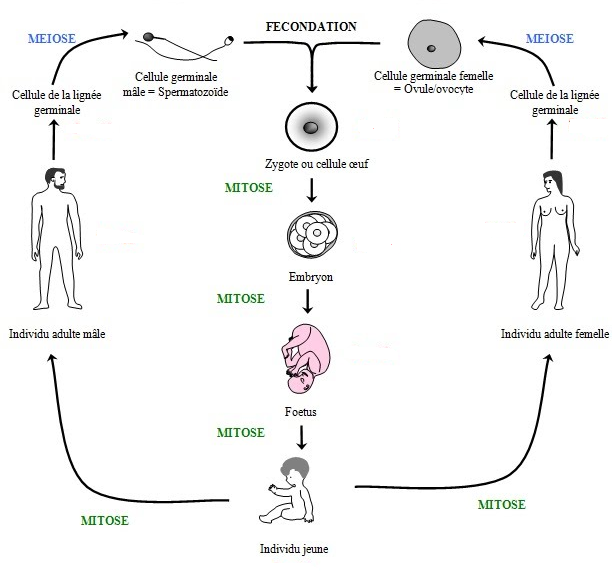 FECONDATION
MEIOSE
MEIOSE
Cellule germinale
mâle = Spermatozoïde
Cellule germinale femelle
= Ovule/ovocyte
Cellule de la lignée
germinale
Cellule de la lignée
germinale
Zygote ou cellule œuf
MITOSE
Embryon
MITOSE
Individu adulte mâle
Individu adulte femelle
Foetus
MITOSE
MITOSE
MITOSE
Individu jeune